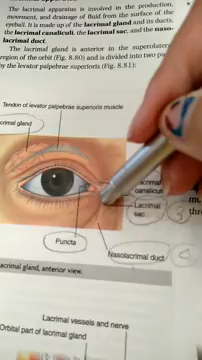 The lacrimal apparatus is involved in the production,
movement, and drainage of fluid from the surface of the
eyeball. It is made up of the lacrimal gland and its ducts,
the lacrimal canaliculi, the lacrimal sac, and the naso-
lacrimal duct.
The lacrimal gland is anterior in the superolateral
region of the orbit (Fig. 8.80) and is divided into two pa
by the levator palpebrae superioris (Fig. 8.81):
Tendon of levator palpebrae superioris muscle
crimal gland
acrimal
canaliculi
Lacrimal
sac
Puncta
Nasolacrimal duct
acrimal gland, anterior view.
Lacrimal vessels and nerve
Orbital part of lacrimal gland